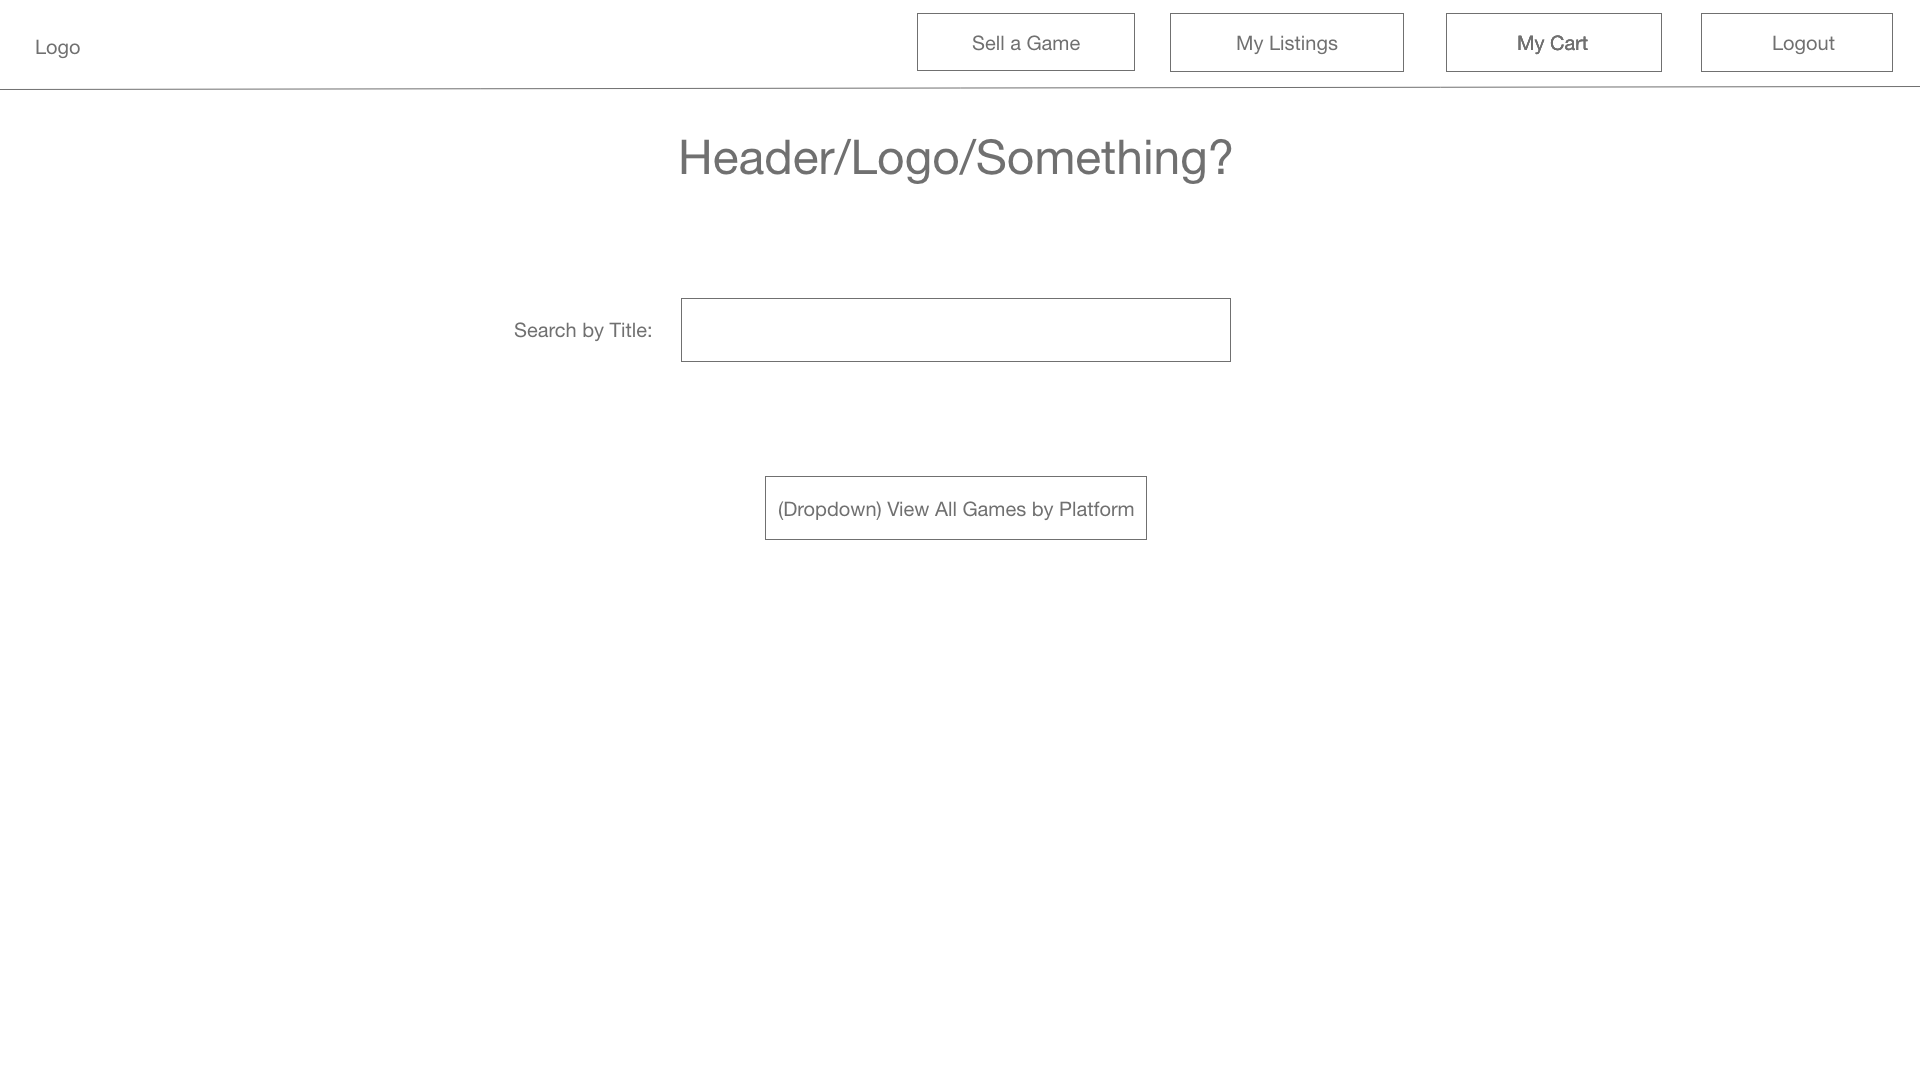 Logo
Sell a Game
My Listings
My Cart
Logout
Header/Logo/Something?
Search by Title:
(Dropdown) View All Games by Platform